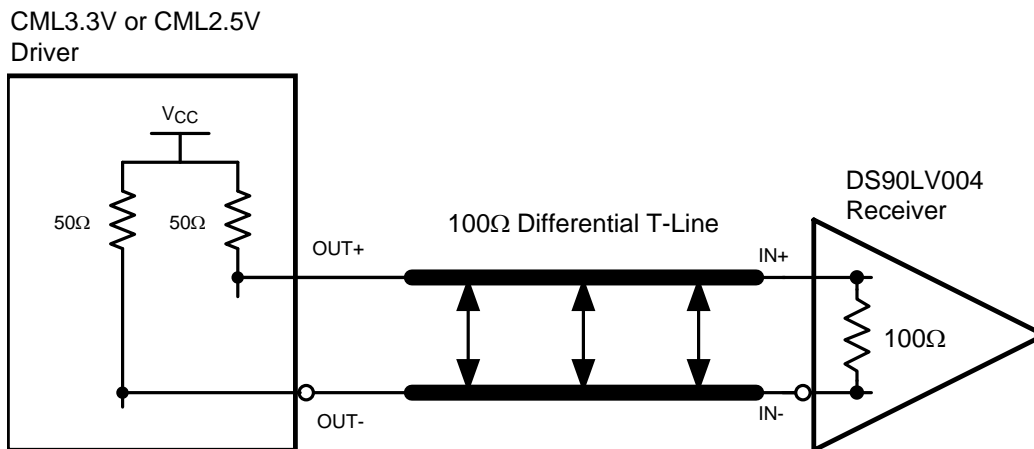 CML3.3V or CML2.5V
Driver
VCC
50Ω
50Ω
OUT+
OUT-
100Ω Differential T-Line
IN+
IN-
DS90LV004
Receiver
100Ω